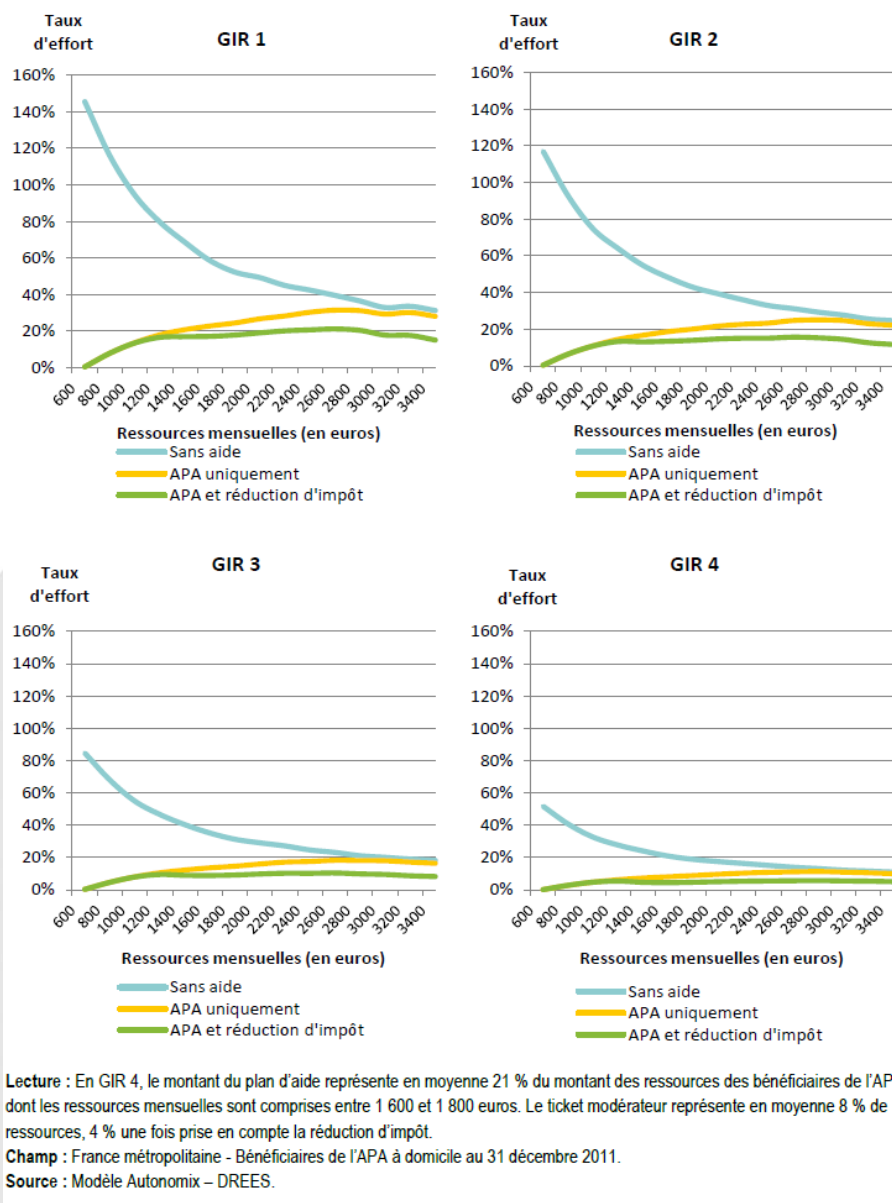 Taux
d'effort
GIR 1
160%
140%
120%
100%
80%
60%
40%
20%
0%
600 800 1000 1200 1400 1600 1800 2000 2200 2400 2600 2800 3000 3200 3400
Ressources mensuelles (en euros)
Sans aide
APA uniquement
APA et réduction d'impôt
Taux
d'effort
GIR 2
160%
140%
120%
100%
80%
60%
40%
20%
0%
600 800 1000 1200 1400 1600 1800 2000 2200 2400 2600 2800 3000 3200 3400
Ressources mensuelles (en euros)
Sans aide
APA uniquement
APA et réduction d'impôt
Taux
d'effort
GIR 3
160%
140%
120%
100%
80%
60%
40%
20%
0%
600 800 1000 1200 1400 1600 1800 2000 2200 2400 2600 2800 3000 3200 3400
Ressources mensuelles (en euros)
Sans aide
APA uniquement
APA et réduction d'impôt
Taux
d'effort
GIR 4
160%
140%
120%
100%
80%
60%
40%
20%
0%
600 800 1000 1200 1400 1600 1800 2000 2200 2400 2600 2800 3000 3200 3400
Ressources mensuelles (en euros)
Sans aide
APA uniquement
APA et réduction d'impôt
Lecture : En GIR 4, le montant du plan d'aide représente en moyenne 21 % du montant des ressources des bénéficiaires de l'AP
dont les ressources mensuelles sont comprises entre 1 600 et 1 800 euros. Le ticket modérateur représente en moyenne 8 % de
ressources, 4 % une fois prise en compte la réduction d'impôt.
Champ : France métropolitaine - Bénéficiaires de l'APA à domicile au 31 décembre 2011.
Source : Modèle Autonomix – DREES.